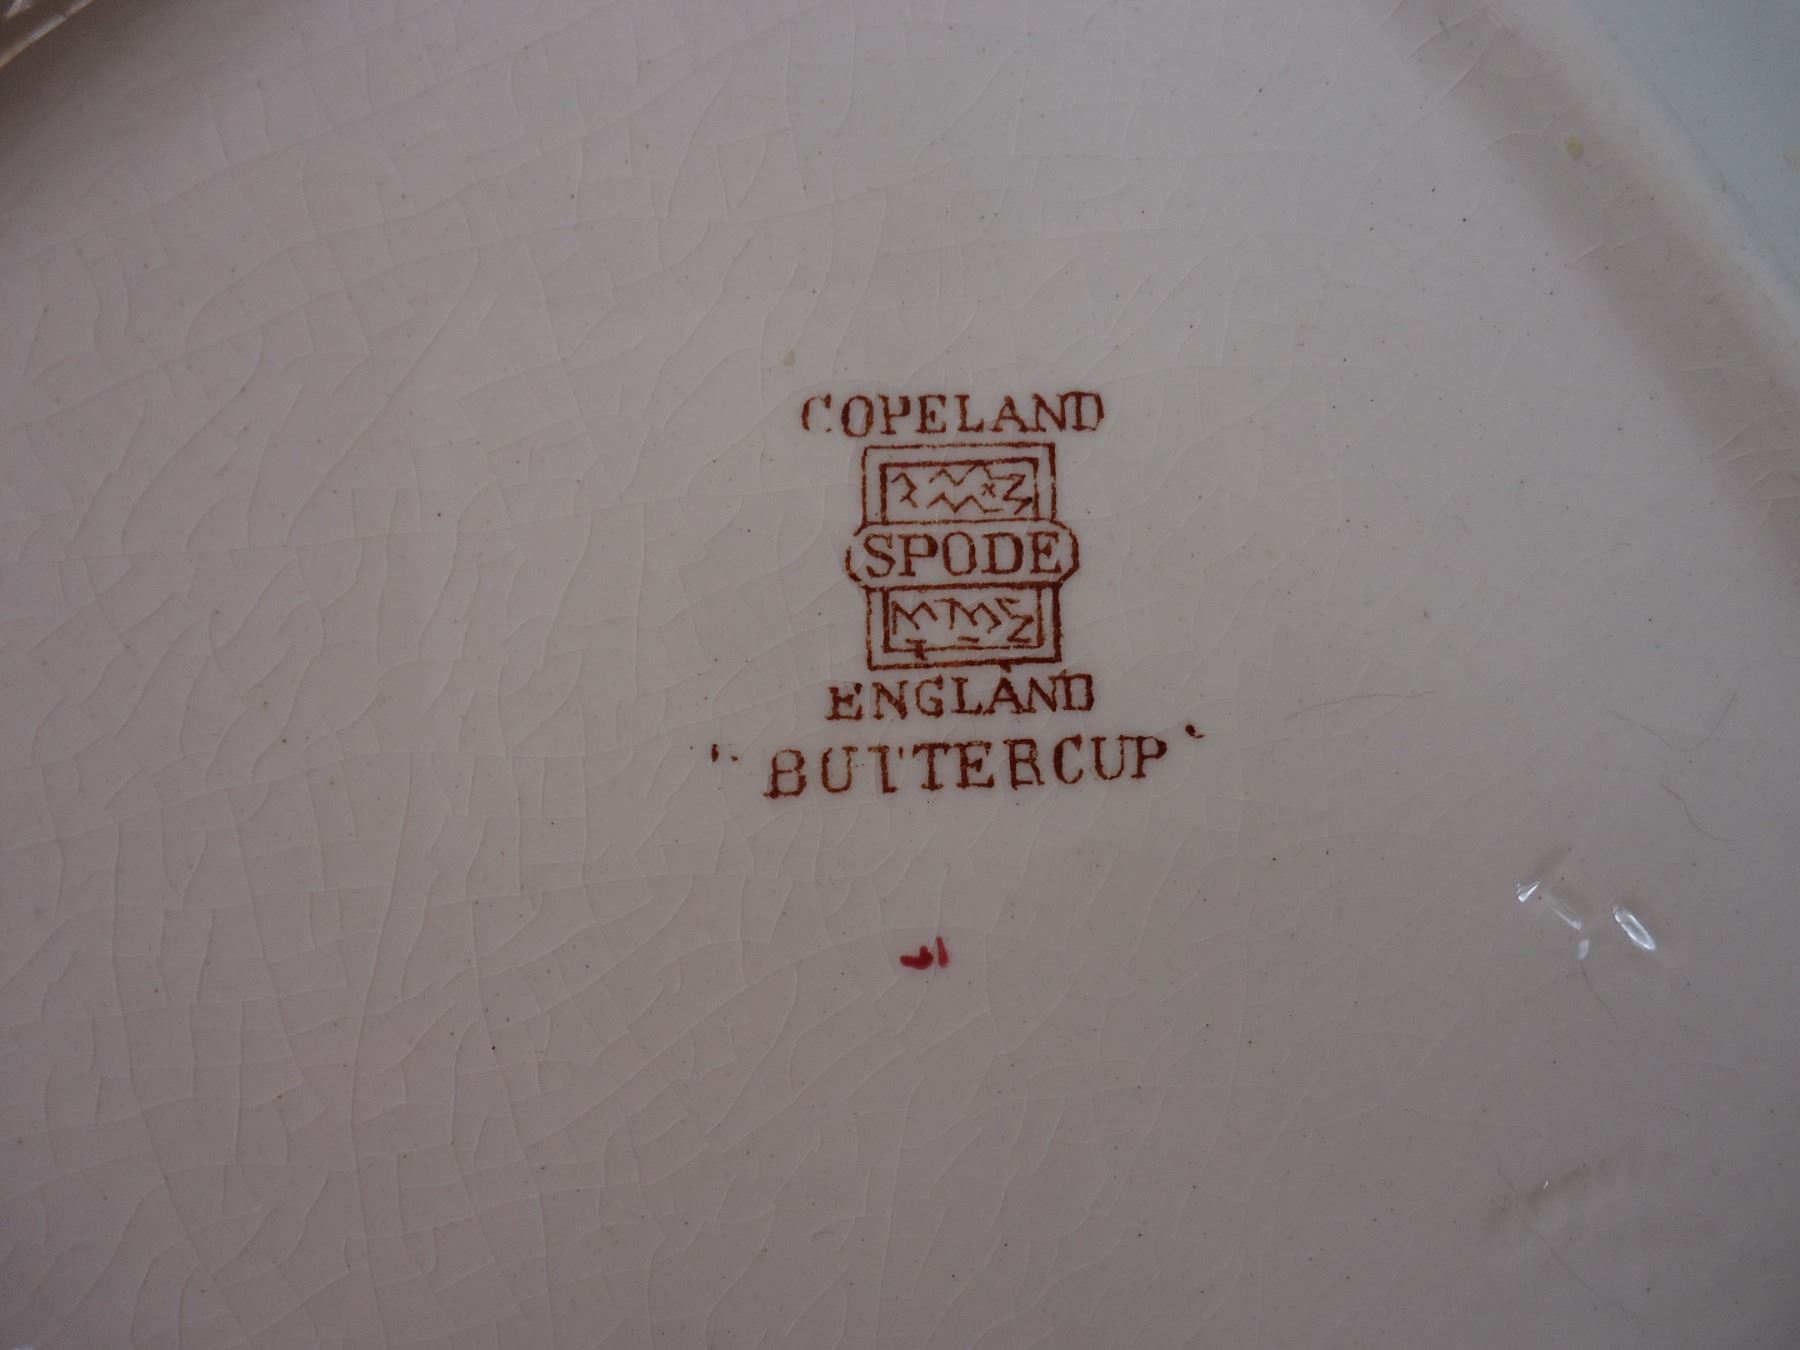 COPELAND
SPODE
ENGLAND
"BUTTERCUP"